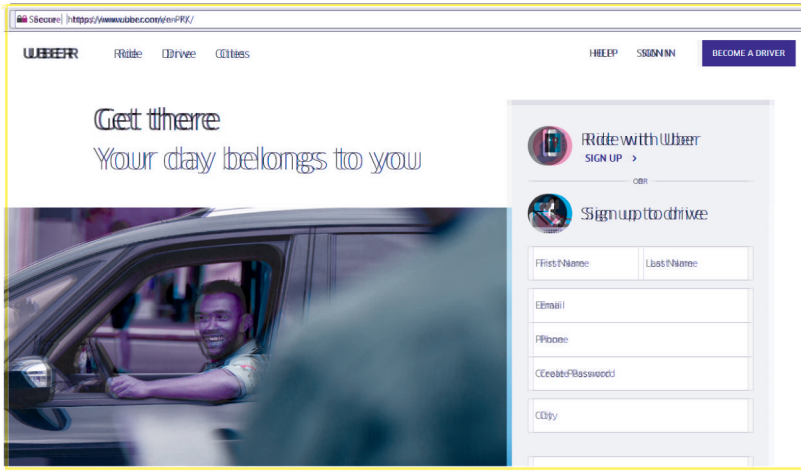 Secure | https://www.uber.com/en-PK/
UBER Ride Drive Cities HELP SIGN IN BECOME A DRIVER
Get there
Your day belongs to you
Ride with Uber
SIGN UP >
OR
Sign up to drive
First Name Last Name
Email
Phone
Create Password
City